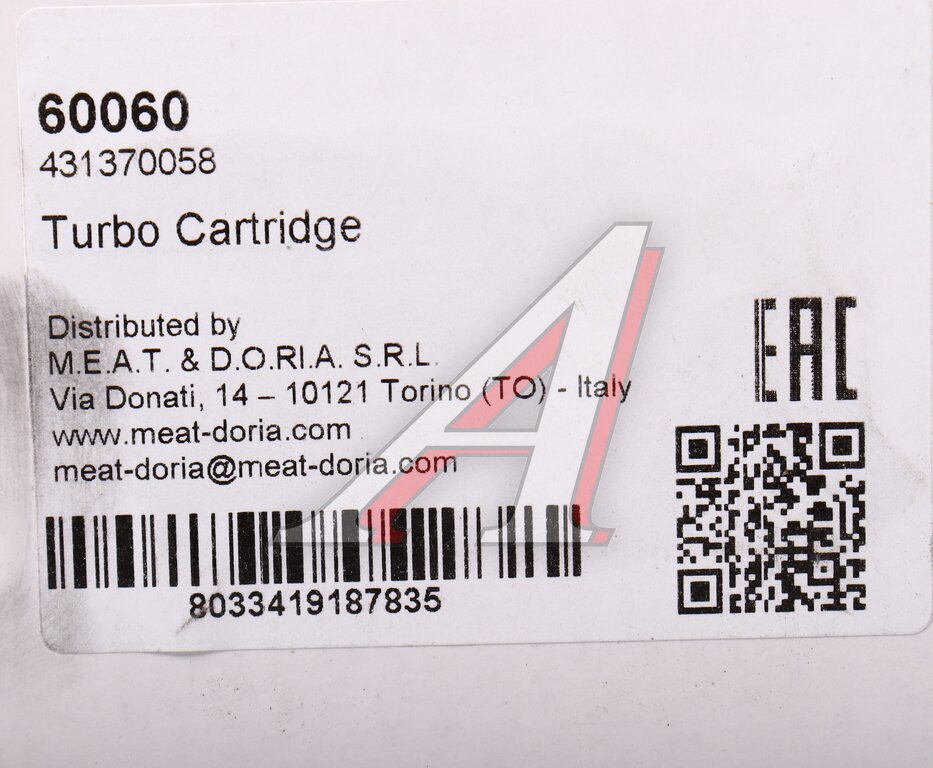 60060
431370058
Turbo Cartridge
Distributed by
M.E.A.T. & D.O.RI.A. S.R.L.
Via Donati, 14 – 10121 Torino (TO) - Italy
www.meat-doria.com
meat-doria@meat-doria.com
EAC
8033419187835
A